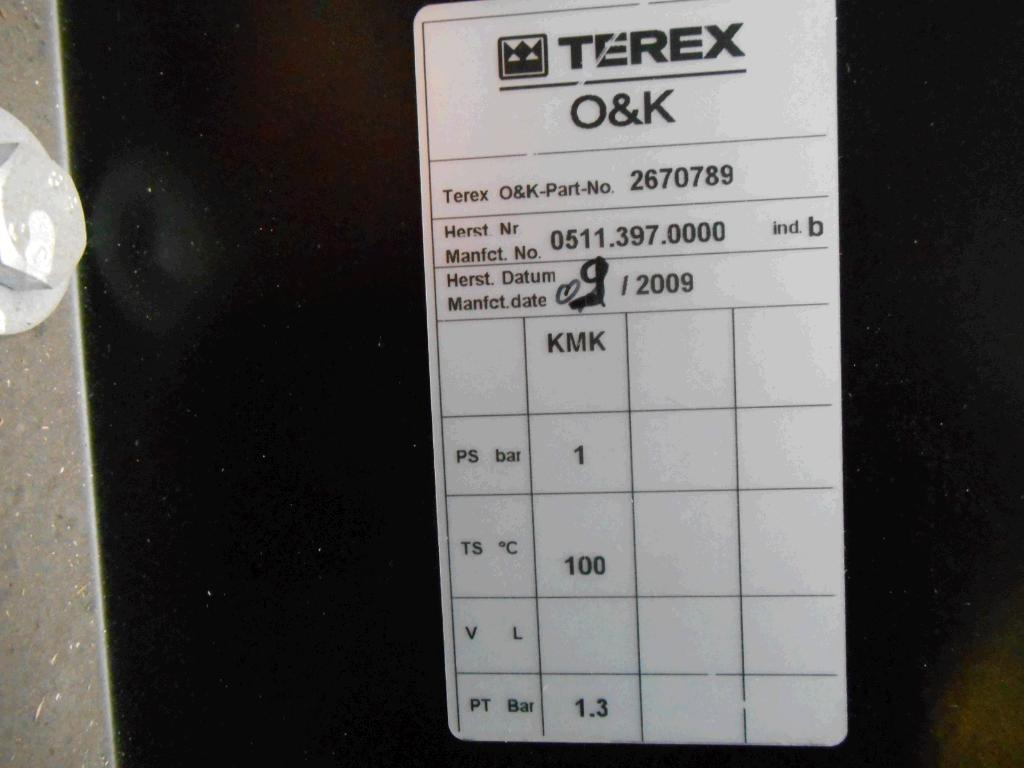 TEREX
O&K
Terex O&K-Part-No. 2670789
Herst. Nr
Manfct. No. 0511.397.0000 ind. b
Herst. Datum
Manfct.date 09 / 2009
KMK
PS bar 1
TS °C 100
V L
PT Bar 1.3